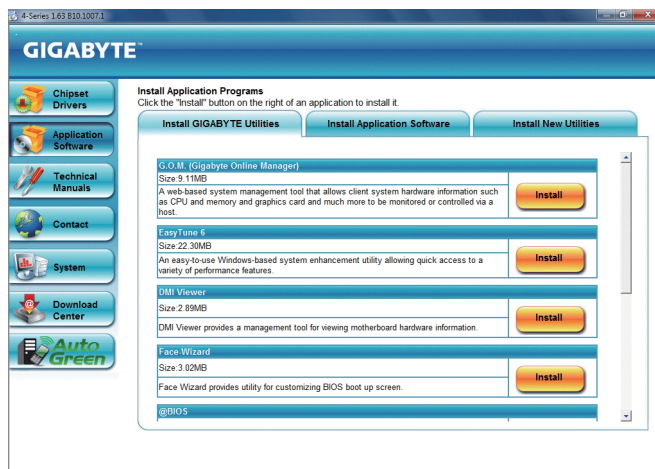 4-Series 1.63 B10.1007.1
GIGABYTE™
Chipset
Drivers
Application
Software
Technical
Manuals
Contact
System
Download
Center
Auto
Green
Install Application Programs
Click the "Install" button on the right of an application to install it.
Install GIGABYTE Utilities
Install Application Software
Install New Utilities
G.O.M. (Gigabyte Online Manager)
Size:9.11MB
A web-based system management tool that allows client system hardware information such
as CPU and memory and graphics card and much more to be monitored or controlled via a
host.
Install
EasyTune 6
Size:22.30MB
An easy-to-use Windows-based system enhancement utility allowing quick access to a
variety of performance features.
Install
DMI Viewer
Size:2.89MB
DMI Viewer provides a management tool for viewing motherboard hardware information.
Install
Face-Wizard
Size:3.02MB
Face Wizard provides utility for customizing BIOS boot up screen.
Install
@BIOS